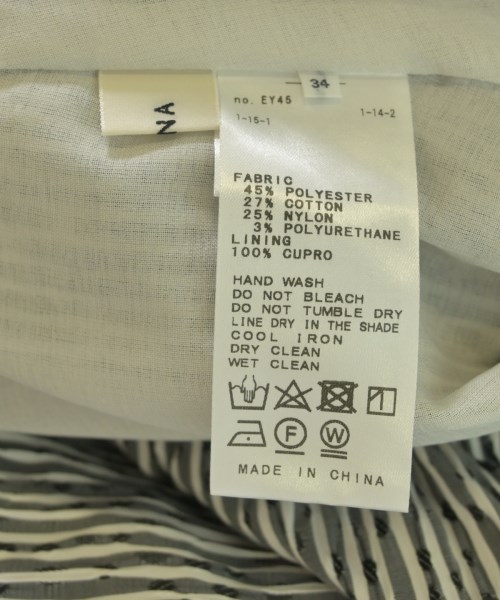 34
NA
no. EY45
1-15-1 1-14-2
FABRIC
45% POLYESTER
27% COTTON
25% NYLON
3% POLYURETHANE
LINING
100% CUPRO
HAND WASH
DO NOT BLEACH
DO NOT TUMBLE DRY
LINE DRY IN THE SHADE
COOL IRON
DRY CLEAN
WET CLEAN
F W
MADE IN CHINA